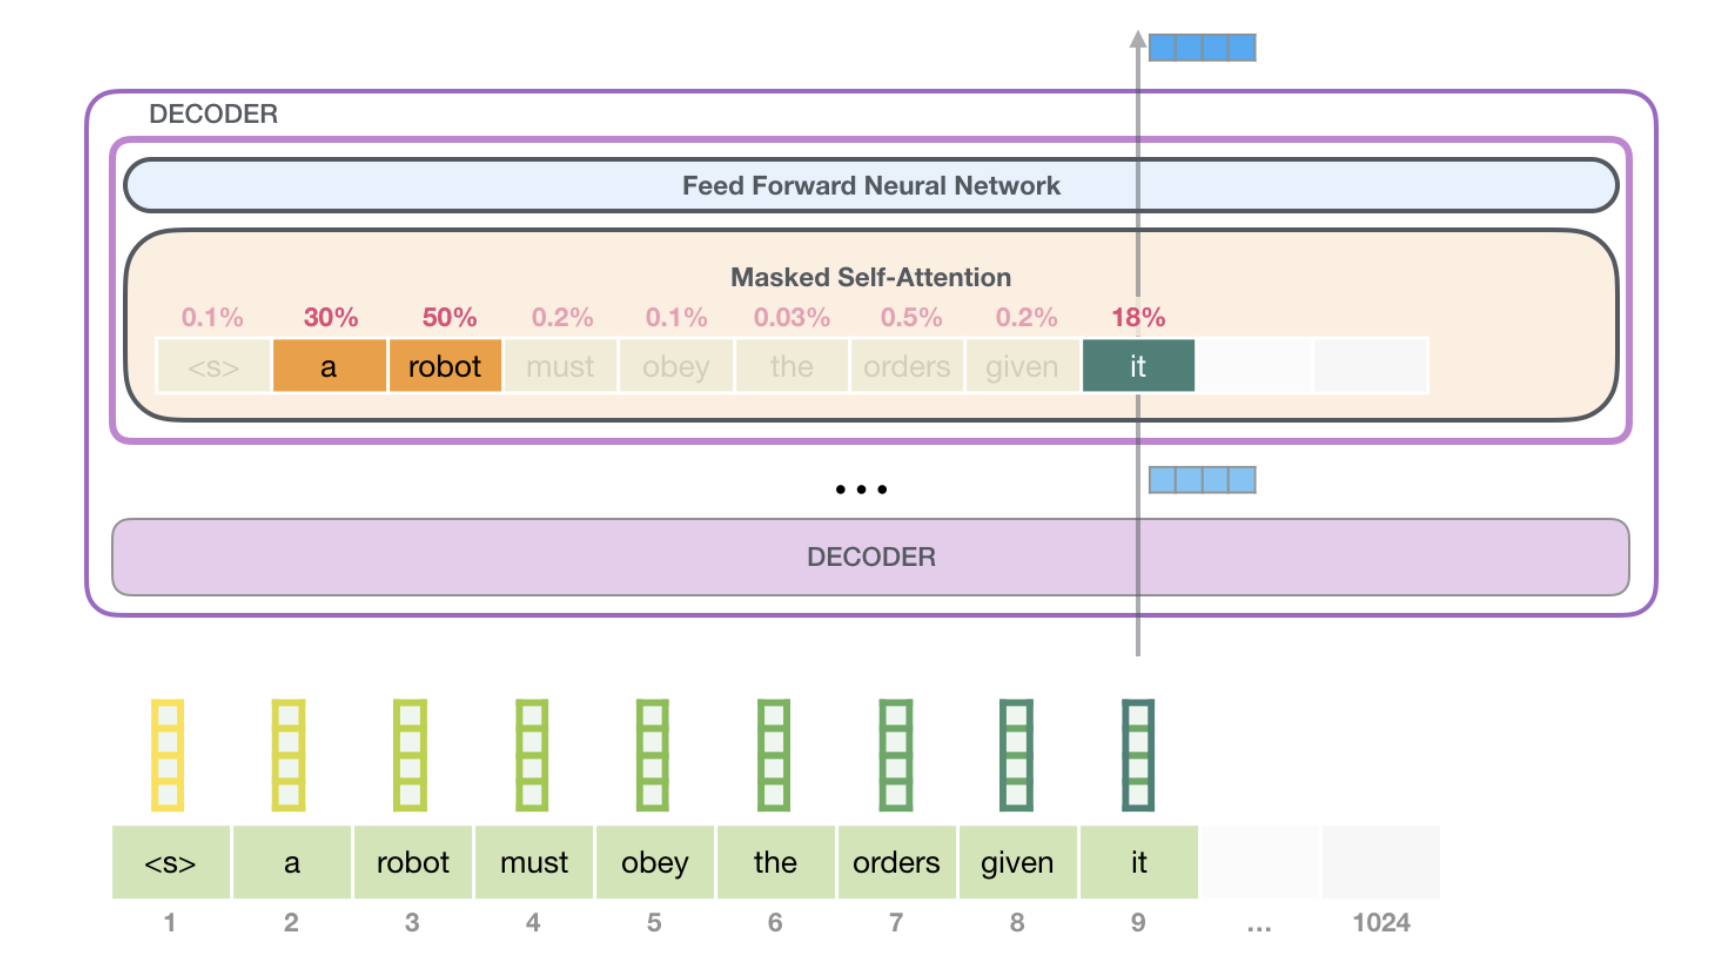 DECODER
Feed Forward Neural Network
Masked Self-Attention
0.1% 30% 50% 0.2% 0.1% 0.03% 0.5% 0.2% 18%
<s> a robot must obey the orders given it
...
DECODER
<s> a robot must obey the orders given it
1 2 3 4 5 6 7 8 9 ... 1024